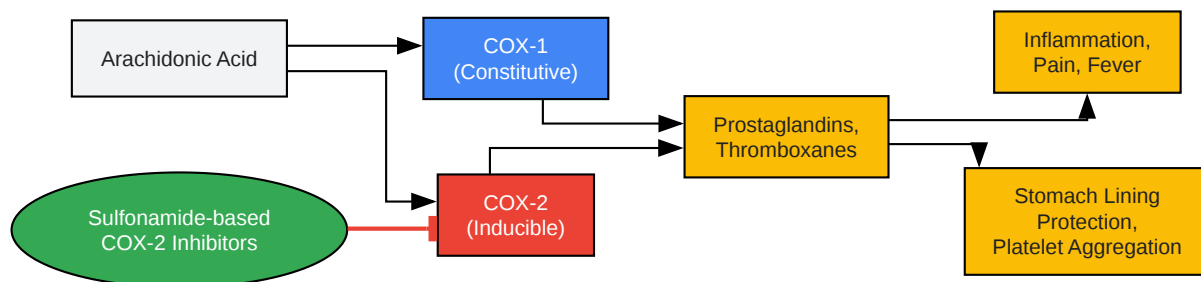 Arachidonic Acid
COX-1
(Constitutive)
Inflammation,
Pain, Fever
Prostaglandins,
Thromboxanes
Sulfonamide-based
COX-2 Inhibitors
COX-2
(Inducible)
Stomach Lining
Protection,
Platelet Aggregation